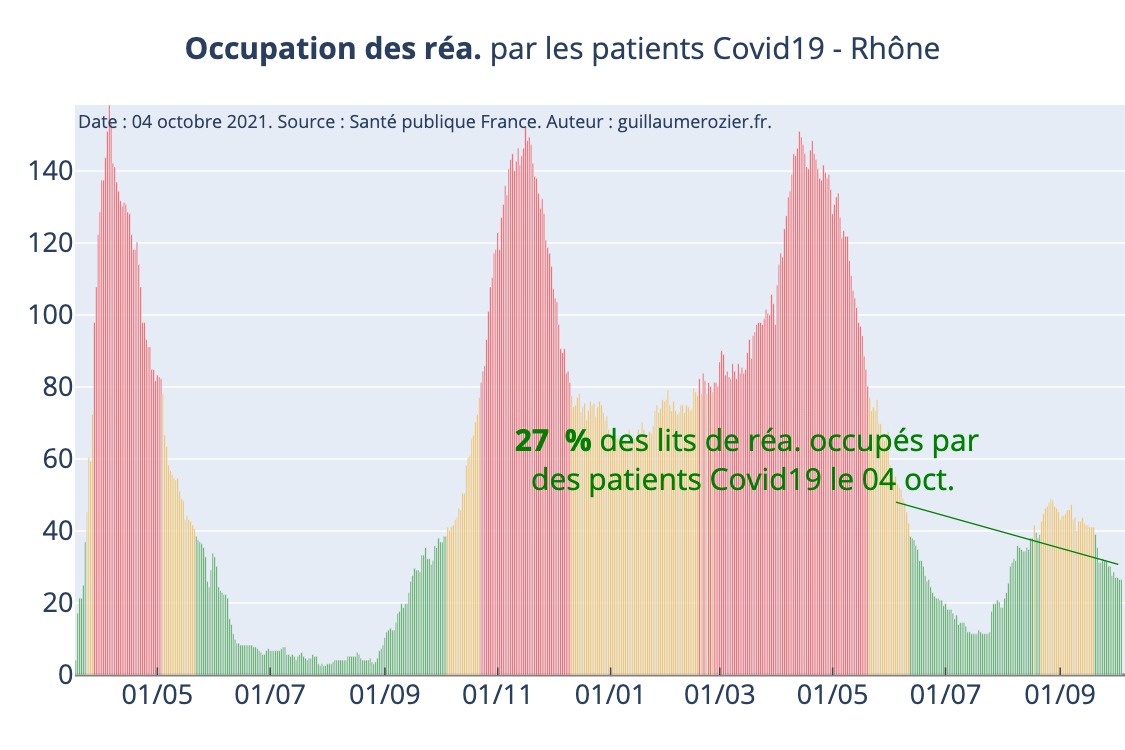 Occupation des réa. par les patients Covid19 - Rhône
Date : 04 octobre 2021. Source : Santé publique France. Auteur : guillaumerozier.fr.
140
120
100
80
27 % des lits de réa. occupés par
60
des patients Covid19 le 04 oct.
40
20
0
01/05 01/07 01/09 01/11 01/01 01/03 01/05 01/07 01/09